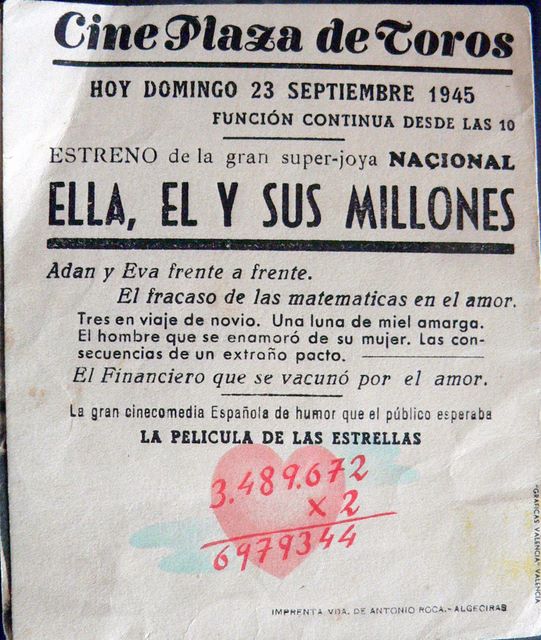 Cine Plaza de Toros
HOY DOMINGO 23 SEPTIEMBRE 1945
FUNCIÓN CONTINUA DESDE LAS 10
ESTRENO de la gran super-joya NACIONAL
ELLA, EL Y SUS MILLONES
Adan y Eva frente a frente.
El fracaso de las matematicas en el amor.
Tres en viaje de novio. Una luna de miel amarga.
El hombre que se enamoró de su mujer. Las con-
secuencias de un extraño pacto.
El Financiero que se vacunó por el amor.
La gran cinecomedia Española de humor que el público esperaba
LA PELICULA DE LAS ESTRELLAS
3.489.672
x 2
6979344
IMPRENTA VDA. DE ANTONIO ROCA.-ALGECIRAS
"GRAFICAS VALENCIA" VALENCIA